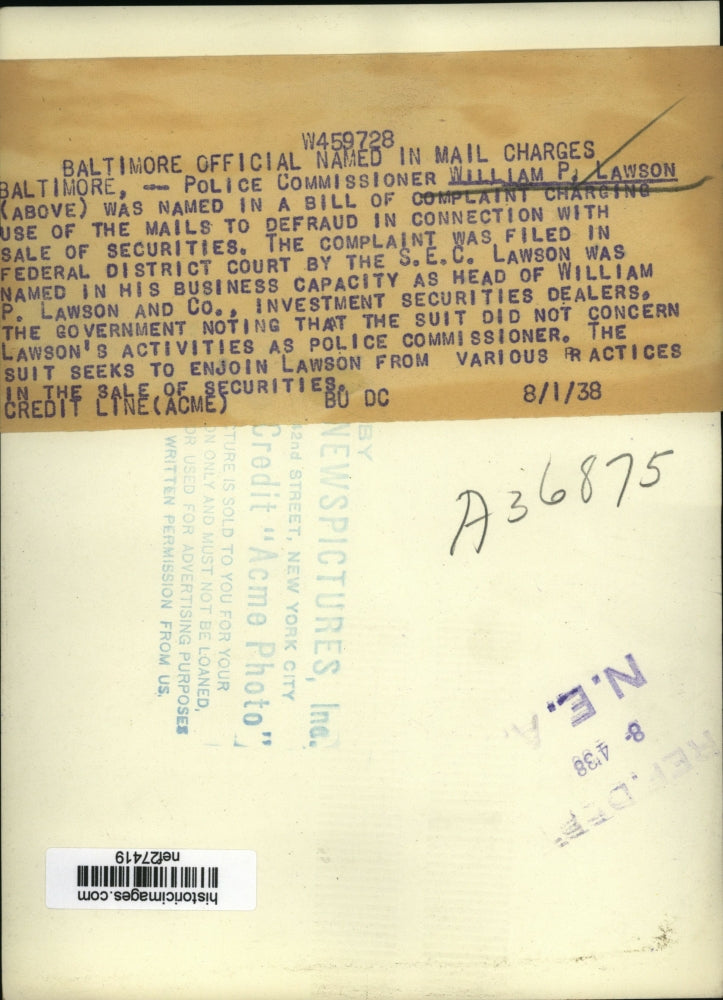 W459728
BALTIMORE OFFICIAL NAMED IN MAIL CHARGES
BALTIMORE, -- POLICE COMMISSIONER WILLIAM P. LAWSON
(ABOVE) WAS NAMED IN A BILL OF COMPLAINT CHARGING
USE OF THE MAILS TO DEFRAUD IN CONNECTION WITH
SALE OF SECURITIES. THE COMPLAINT WAS FILED IN
FEDERAL DISTRICT COURT BY THE S.E.C. LAWSON WAS
NAMED IN HIS BUSINESS CAPACITY AS HEAD OF WILLIAM
P. LAWSON AND CO., INVESTMENT SECURITIES DEALERS,
THE GOVERNMENT NOTING THAT THE SUIT DID NOT CONCERN
LAWSON'S ACTIVITIES AS POLICE COMMISSIONER. THE
SUIT SEEKS TO ENJOIN LAWSON FROM VARIOUS PRACTICES
IN THE SALE OF SECURITIES.
CREDIT LINE(ACME) BU DC 8/1/38
BY
NEWSPICTURES, Inc.
42nd STREET, NEW YORK CITY
Credit "Acme Photo"
TURE IS SOLD TO YOU FOR YOUR
ON ONLY AND MUST NOT BE LOANED,
OR USED FOR ADVERTISING PURPOSES
WRITTEN PERMISSION FROM US.
A36875
N. E. A.
8- 4 38
REF. DEPT
historicimages.com
nef27419